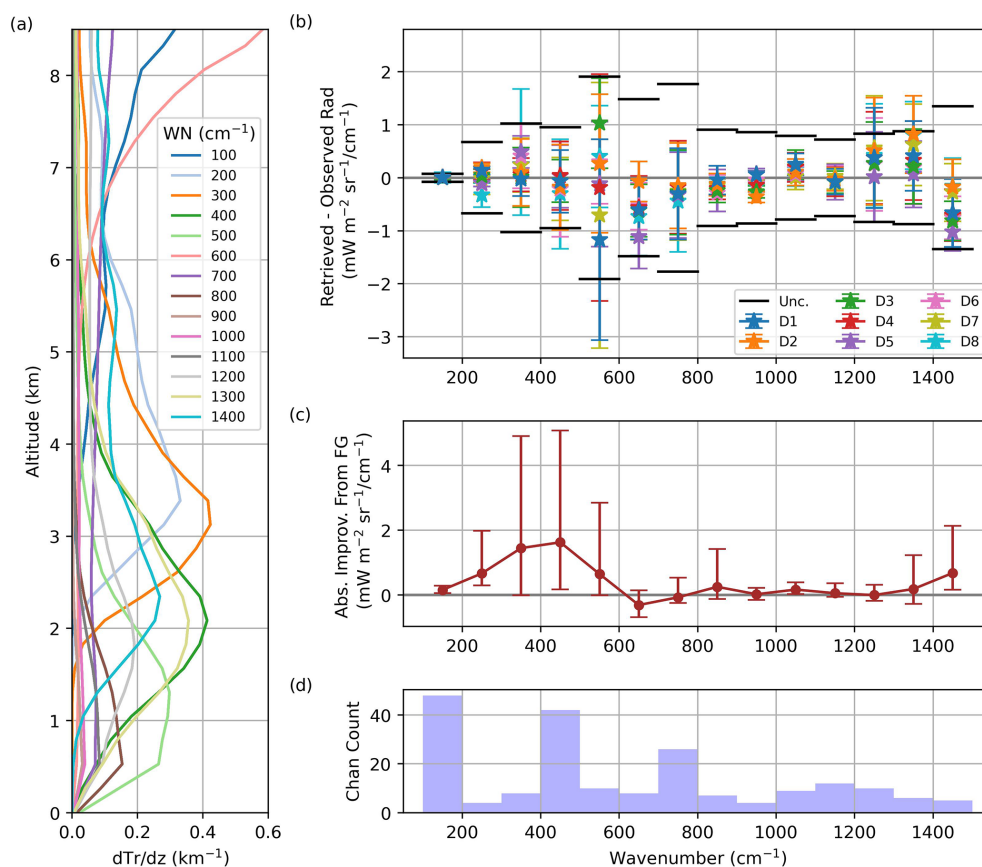 (a)
8
7
6
5
4
3
2
1
0
Altitude (km)
0.0 0.2 0.4 0.6
dTr/dz (km⁻¹)
WN (cm⁻¹)
100
200
300
400
500
600
700
800
900
1000
1100
1200
1300
1400
(b)
2
1
0
−1
−2
−3
Retrieved - Observed Rad
(mW m⁻² sr⁻¹/cm⁻¹)
Unc. D3 D6
D1 D4 D7
D2 D5 D8
200 400 600 800 1000 1200 1400
(c)
4
2
0
Abs. Improv. From FG
(mW m⁻² sr⁻¹/cm⁻¹)
200 400 600 800 1000 1200 1400
(d)
40
20
0
Chan Count
200 400 600 800 1000 1200 1400
Wavenumber (cm⁻¹)